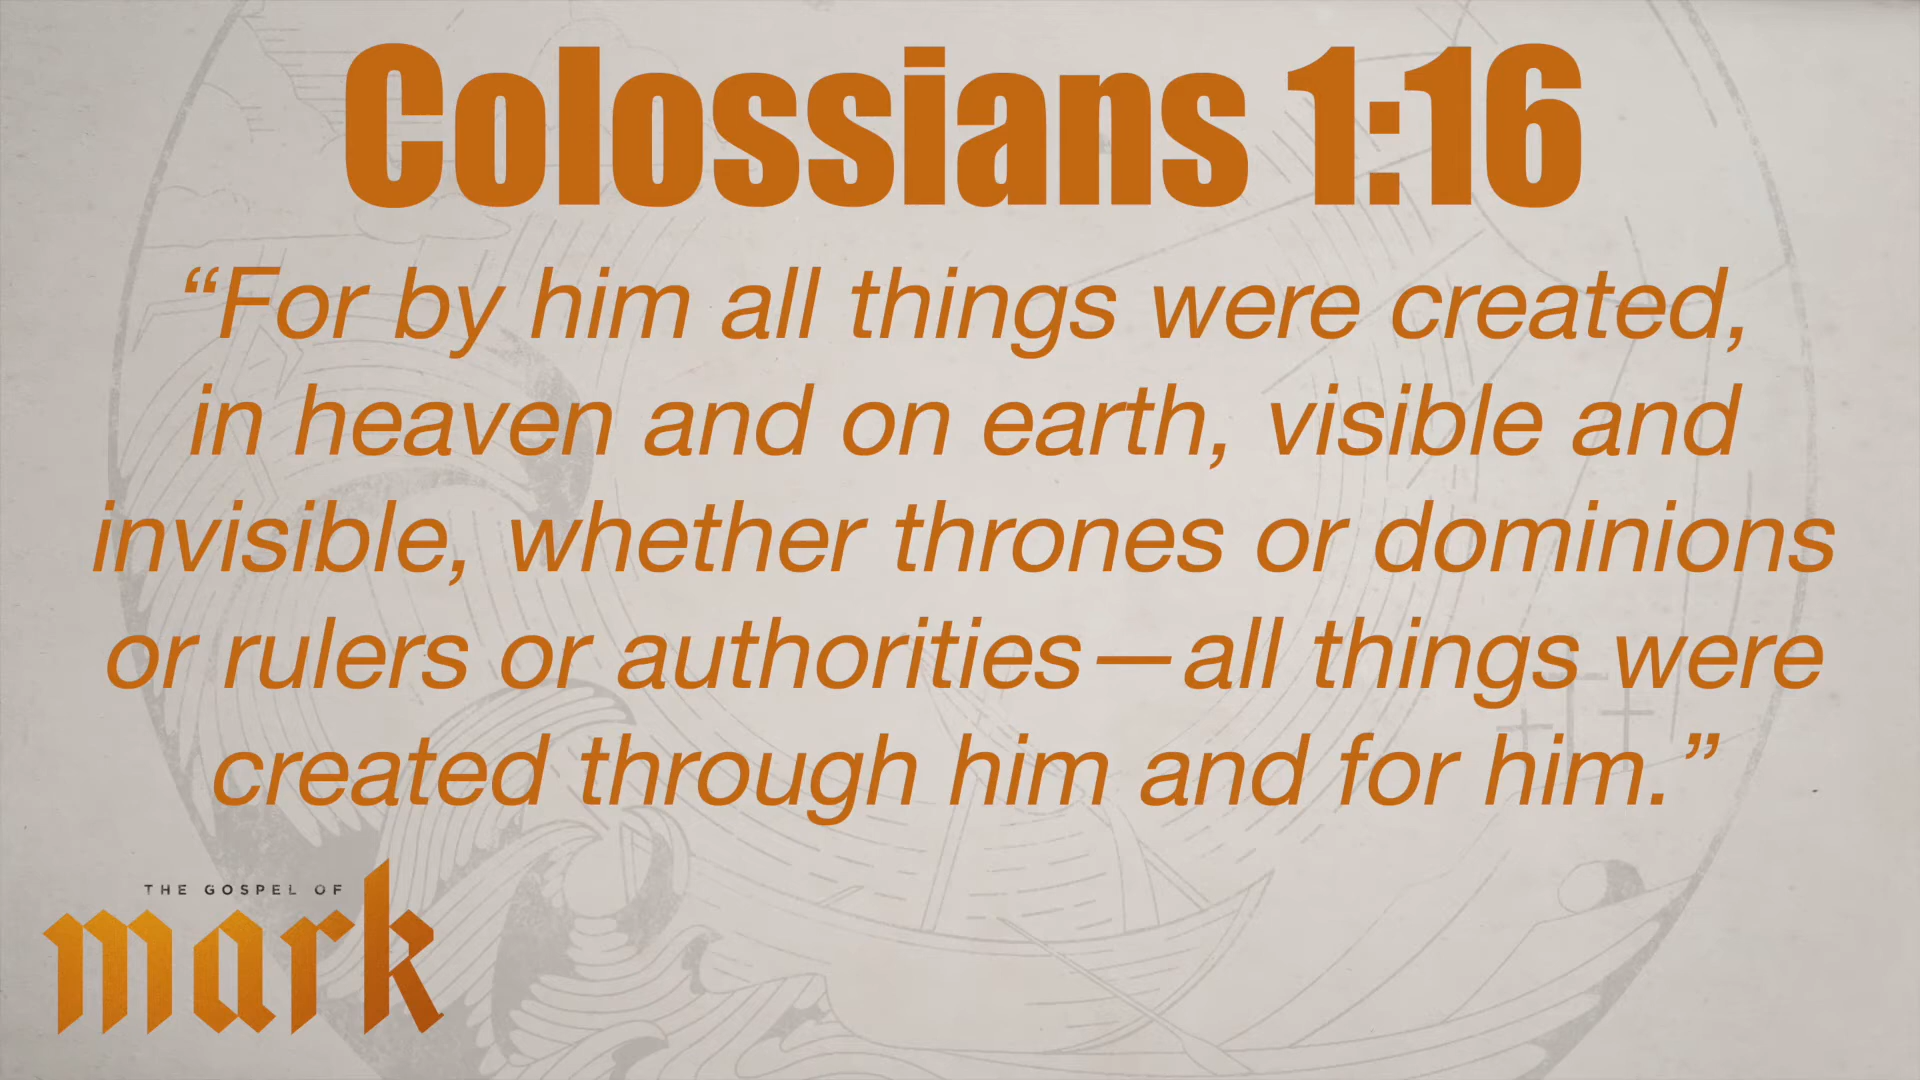 Colossians 1:16
“For by him all things were created,
in heaven and on earth, visible and
invisible, whether thrones or dominions
or rulers or authorities—all things were
created through him and for him.”
THE GOSPEL OF
mark